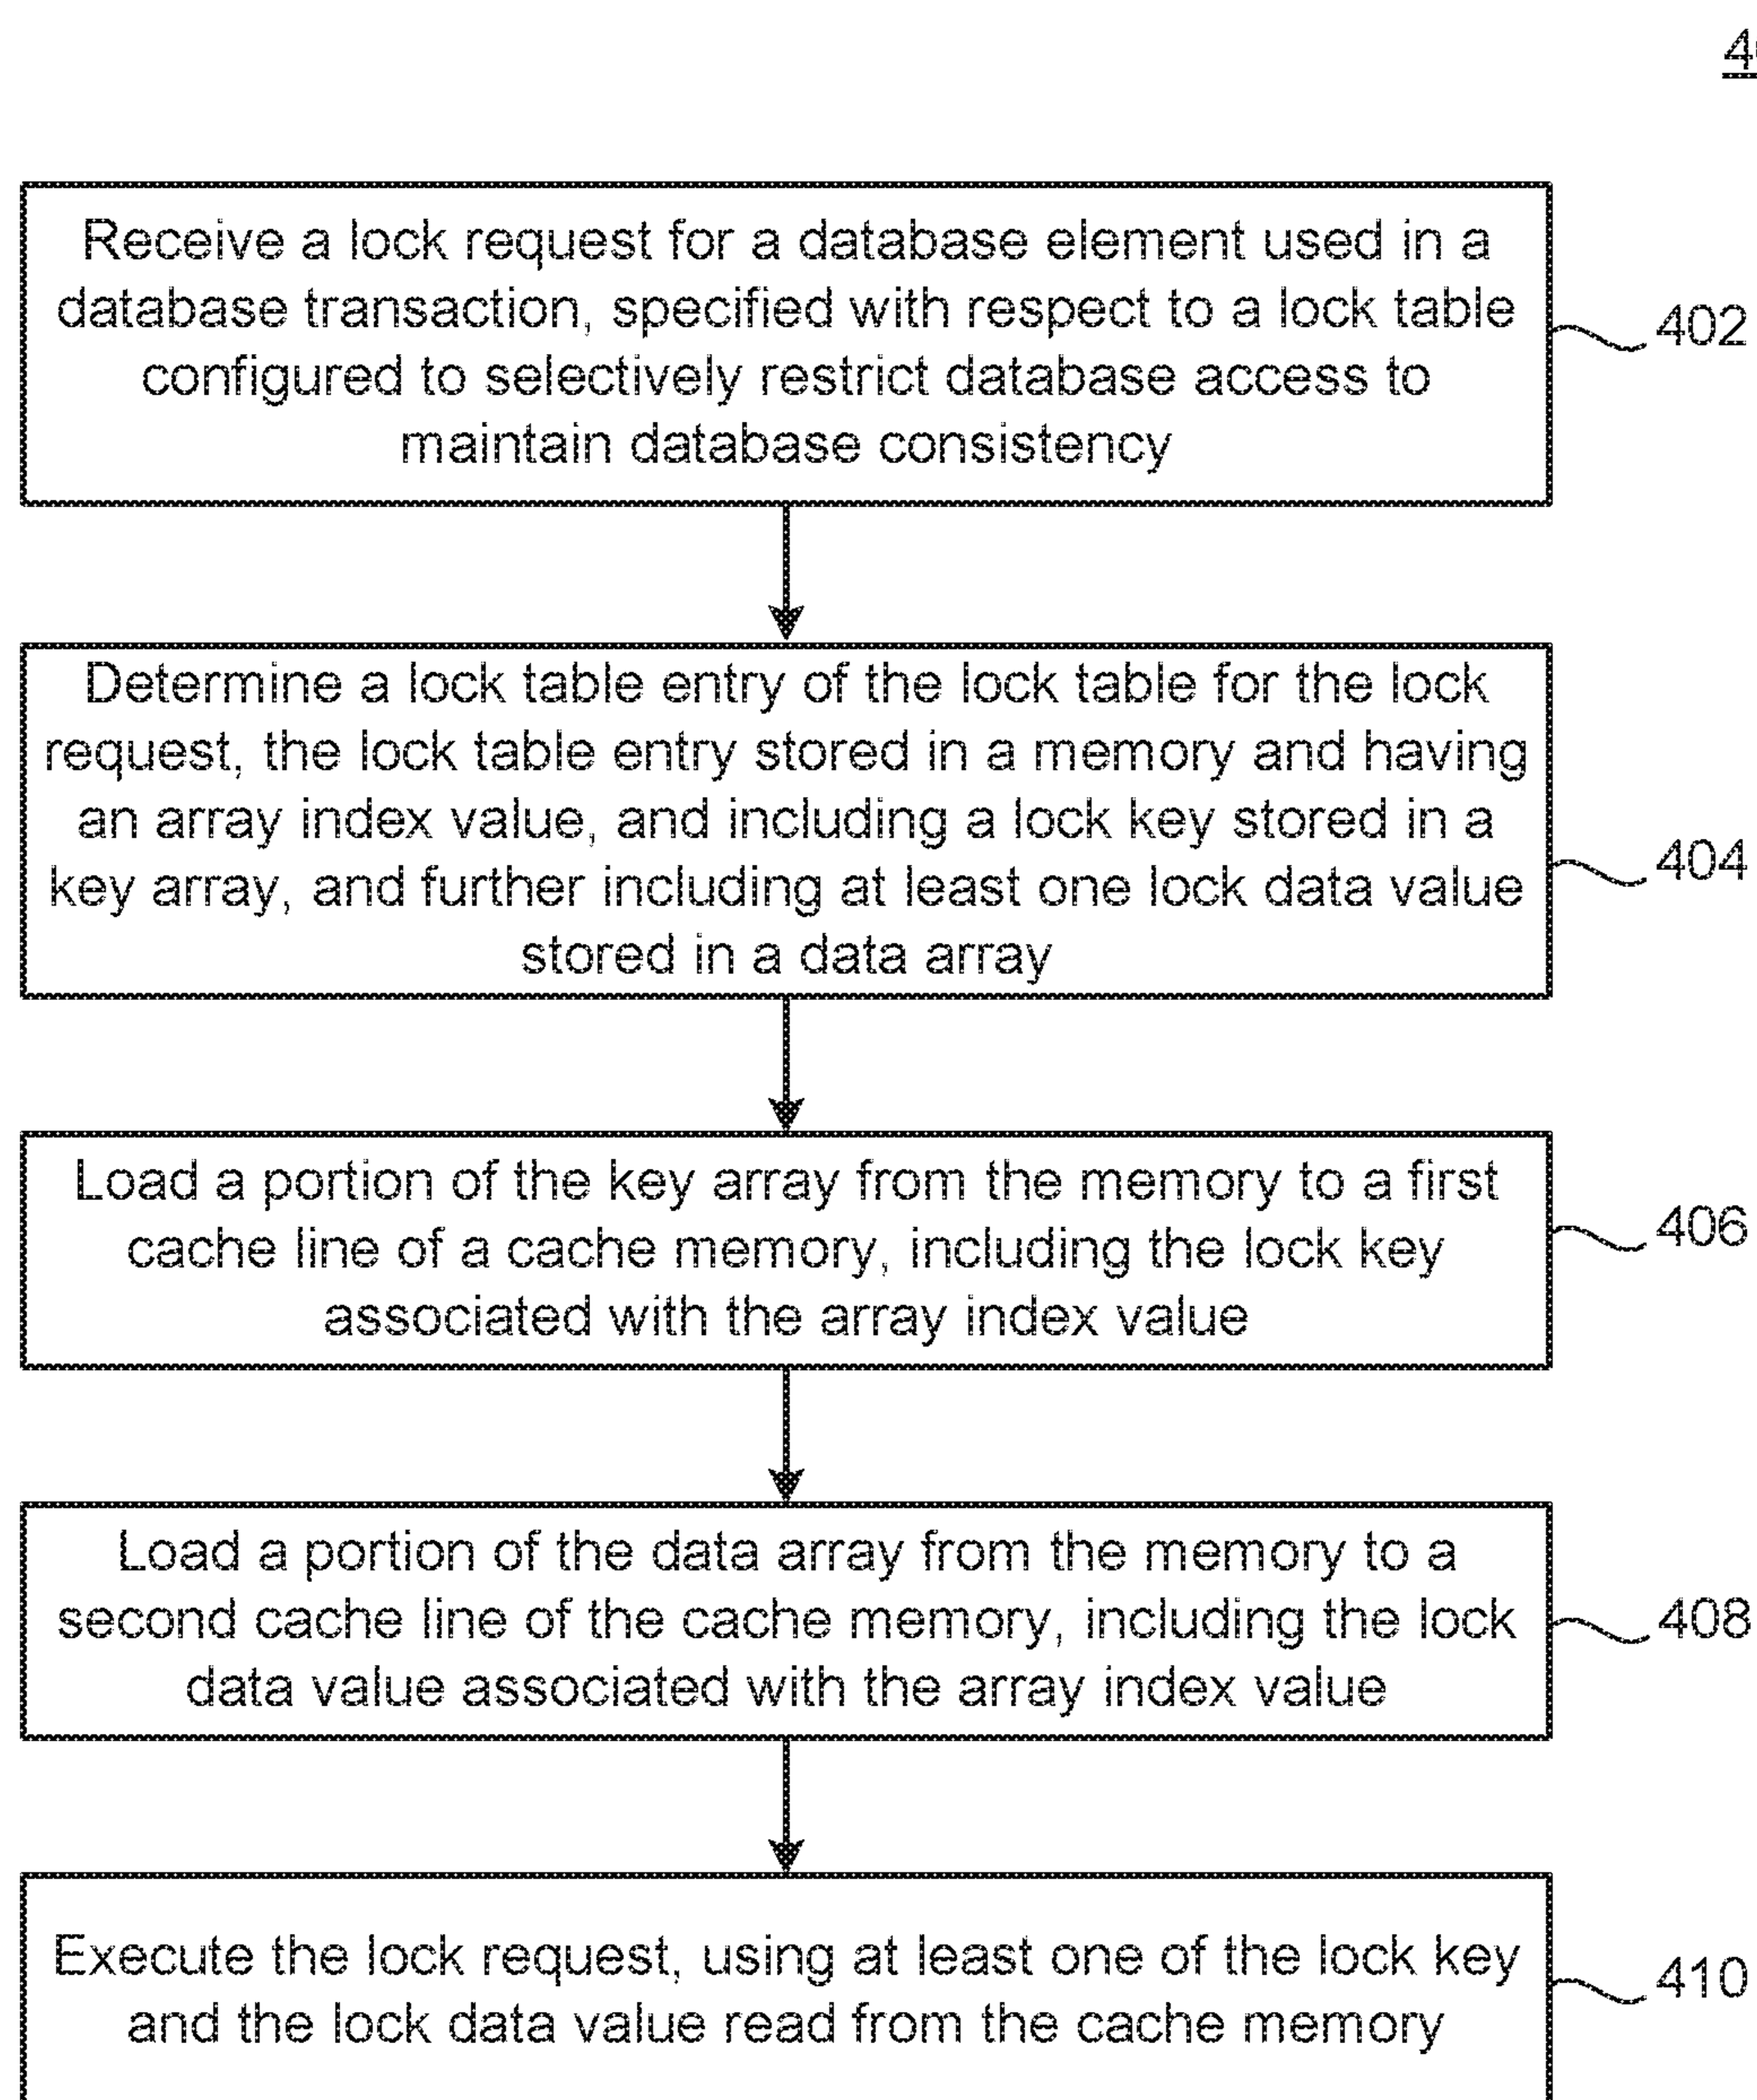 Receive a lock request for a database element used in a
database transaction, specified with respect to a lock table
configured to selectively restrict database access to
maintain database consistency
402
Determine a lock table entry of the lock table for the lock
request, the lock table entry stored in a memory and having
an array index value, and including a lock key stored in a
key array, and further including at least one lock data value
stored in a data array
404
Load a portion of the key array from the memory to a first
cache line of a cache memory, including the lock key
associated with the array index value
406
Load a portion of the data array from the memory to a
second cache line of the cache memory, including the lock
data value associated with the array index value
408
Execute the lock request, using at least one of the lock key
and the lock data value read from the cache memory
410